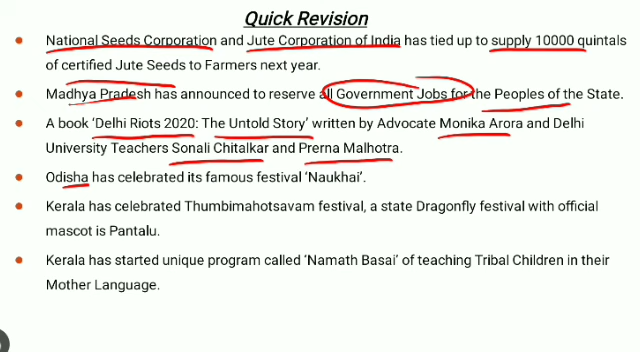 Quick Revision
National Seeds Corporation and Jute Corporation of India has tied up to supply 10000 quintals
of certified Jute Seeds to Farmers next year.
Madhya Pradesh has announced to reserve all Government Jobs for the Peoples of the State.
A book ‘Delhi Riots 2020: The Untold Story’ written by Advocate Monika Arora and Delhi
University Teachers Sonali Chitalkar and Prerna Malhotra.
Odisha has celebrated its famous festival ‘Naukhai’.
Kerala has celebrated Thumbimahotsavam festival, a state Dragonfly festival with official
mascot is Pantalu.
Kerala has started unique program called ‘Namath Basai’ of teaching Tribal Children in their
Mother Language.